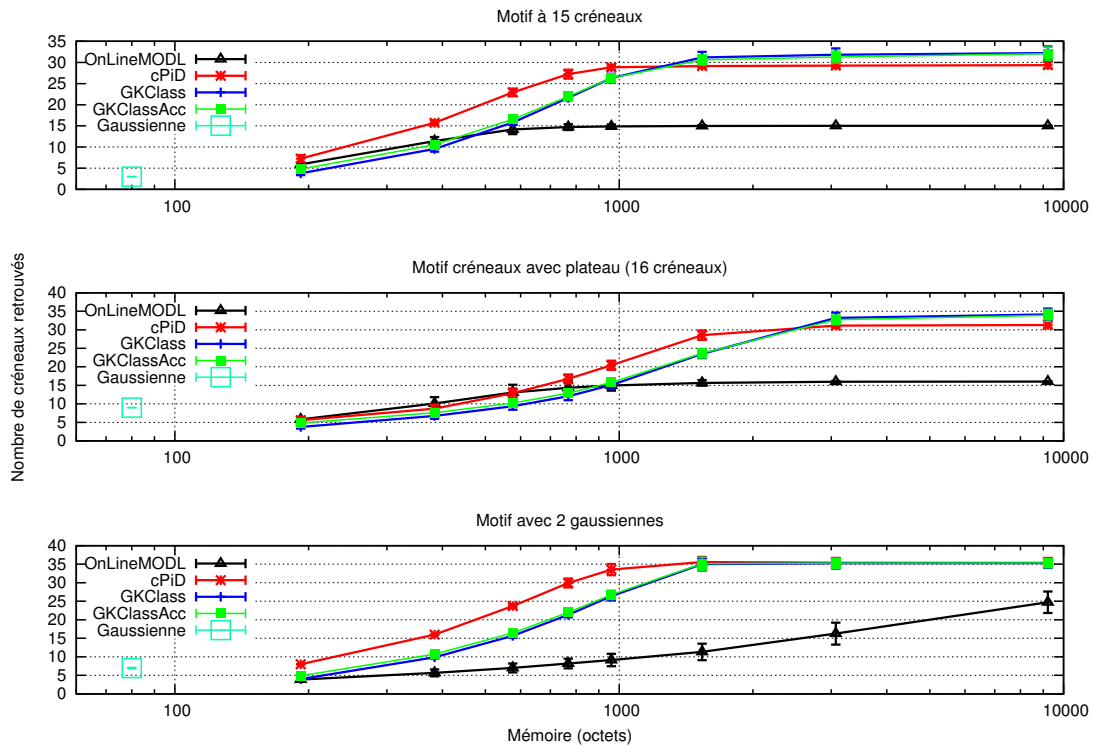 Motif à 15 créneaux
35
30
25
20
15
10
5
0
OnLineMODL
cPiD
GKClass
GKClassAcc
Gaussienne
100
1000
10000
Nombre de créneaux retrouvés
Motif créneaux avec plateau (16 créneaux)
40
35
30
25
20
15
10
5
0
OnLineMODL
cPiD
GKClass
GKClassAcc
Gaussienne
100
1000
10000
Motif avec 2 gaussiennes
40
35
30
25
20
15
10
5
0
OnLineMODL
cPiD
GKClass
GKClassAcc
Gaussienne
100
1000
10000
Mémoire (octets)